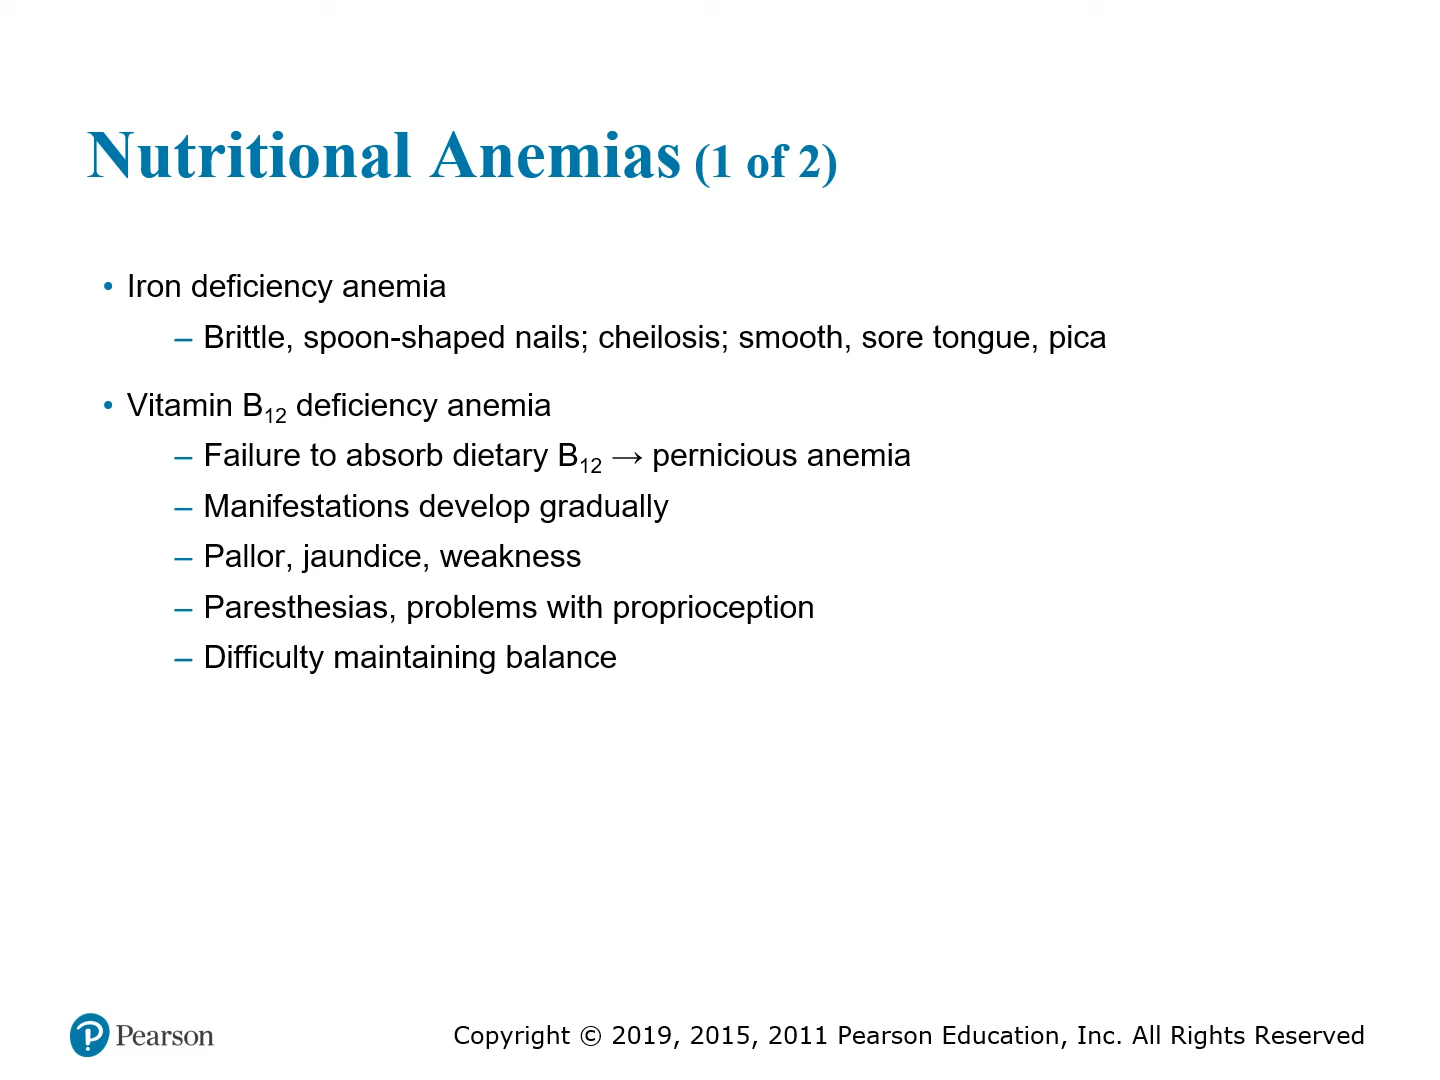 Nutritional Anemias (1 of 2)
• Iron deficiency anemia
– Brittle, spoon-shaped nails; cheilosis; smooth, sore tongue, pica
• Vitamin B12 deficiency anemia
– Failure to absorb dietary B12 → pernicious anemia
– Manifestations develop gradually
– Pallor, jaundice, weakness
– Paresthesias, problems with proprioception
– Difficulty maintaining balance
Pearson
Copyright © 2019, 2015, 2011 Pearson Education, Inc. All Rights Reserved